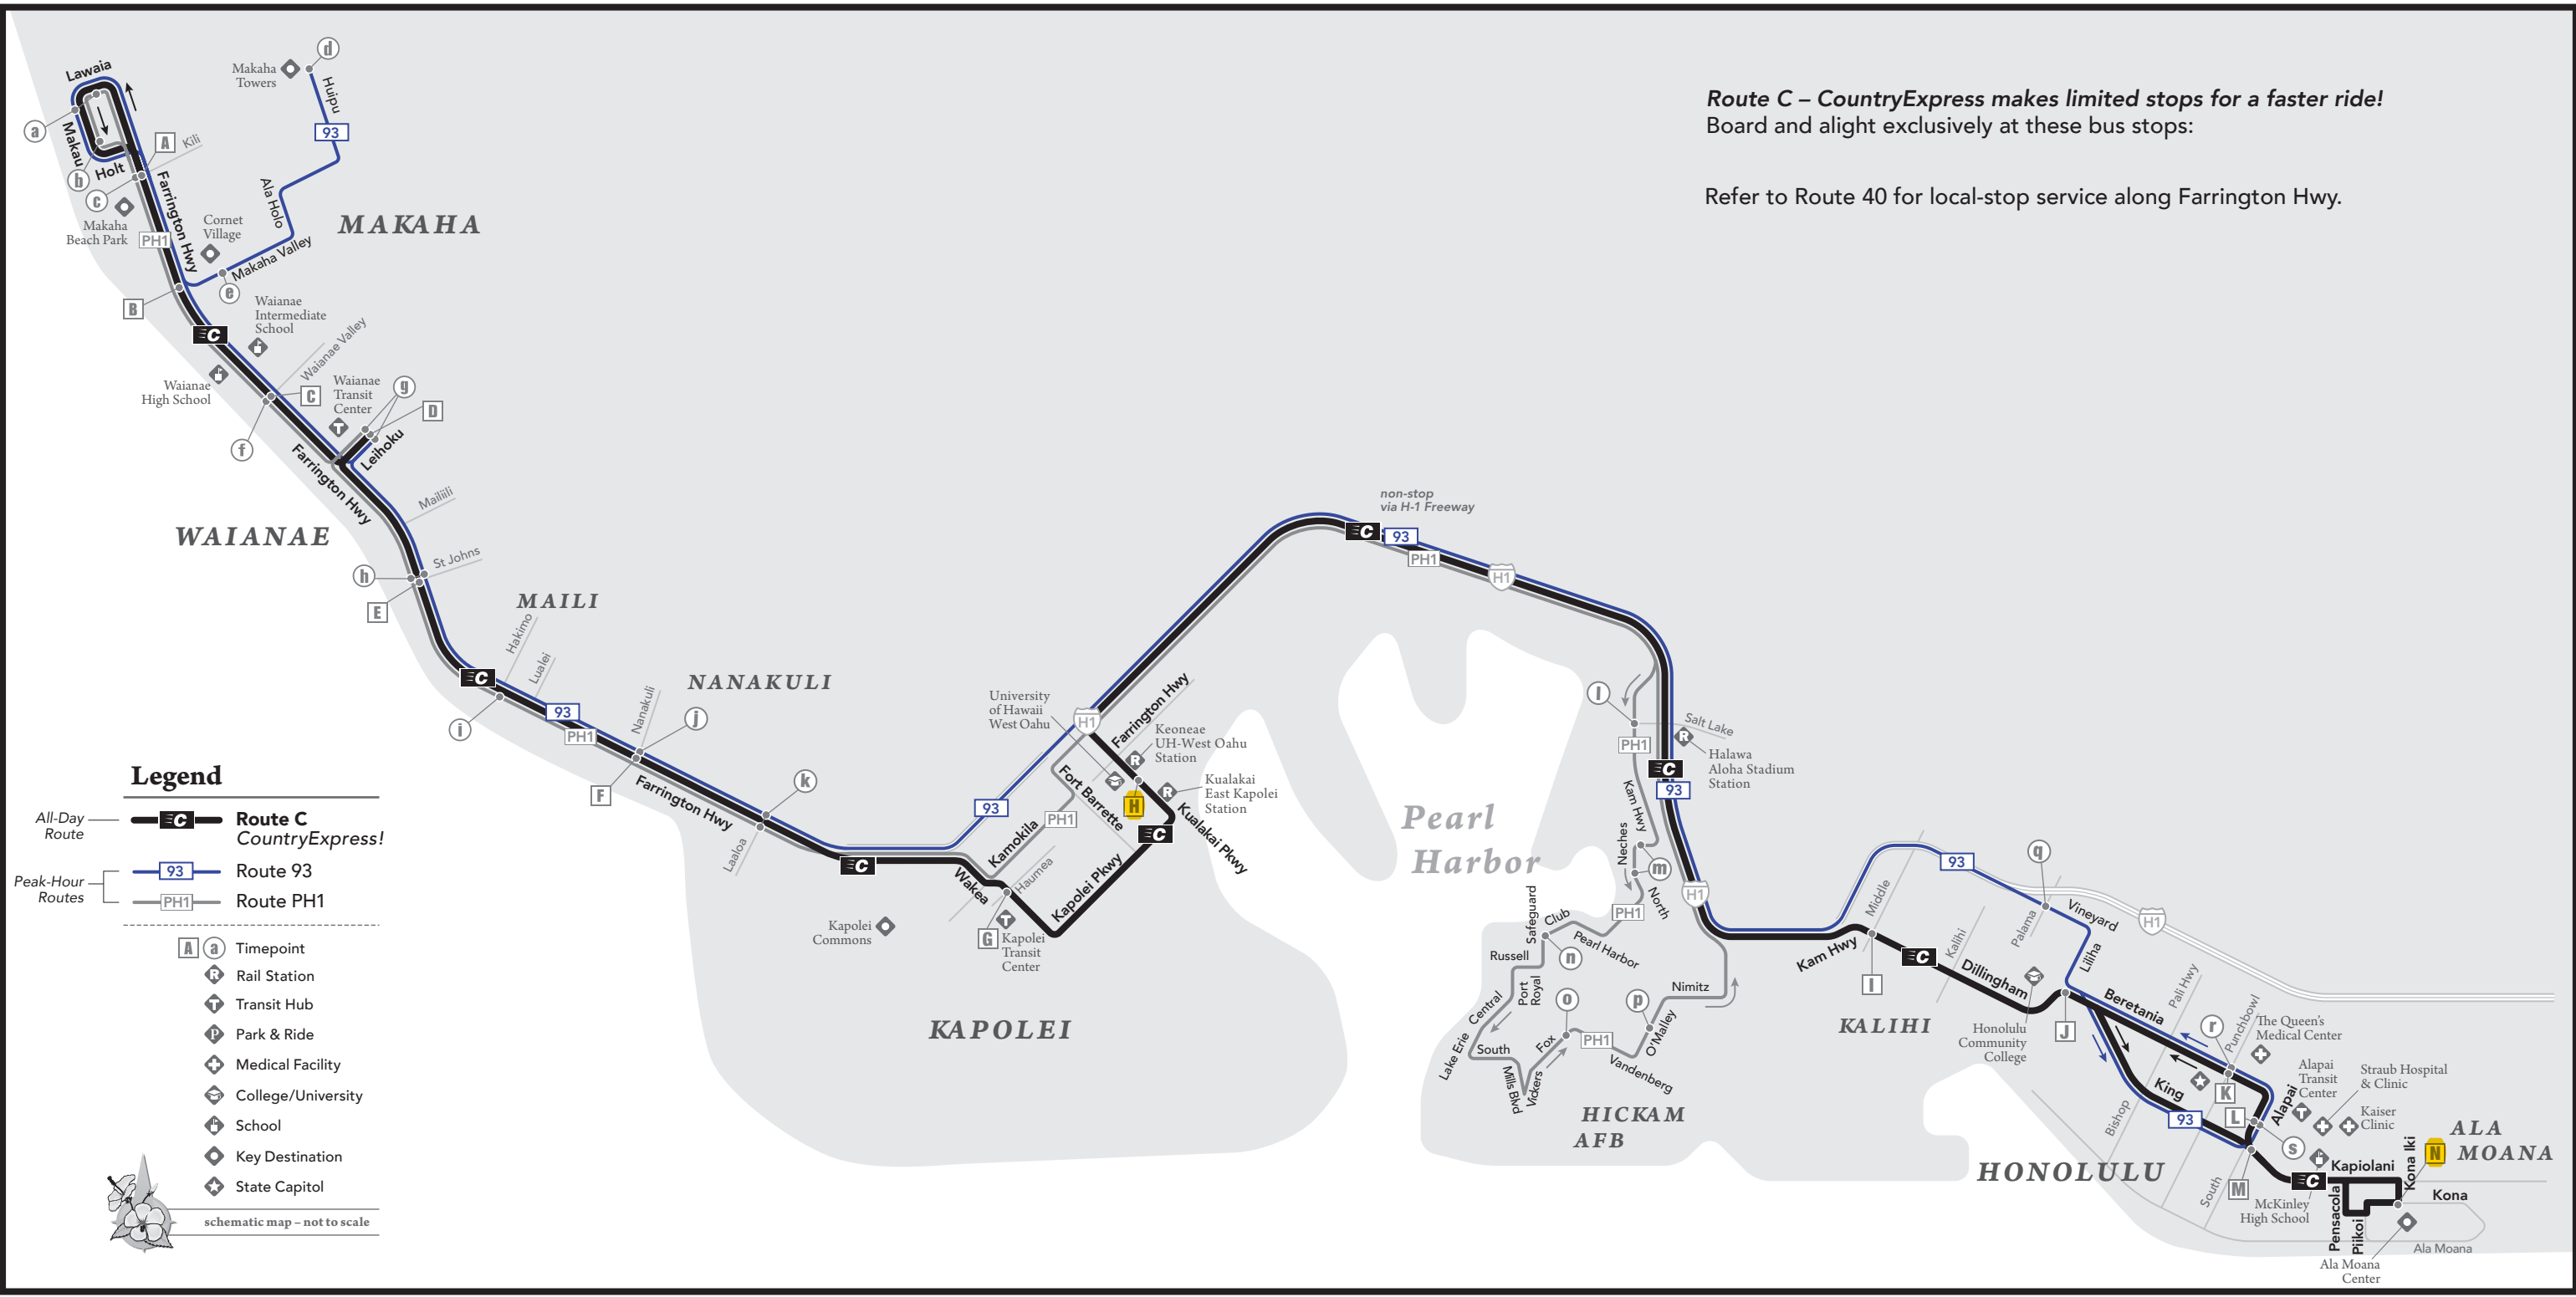 Route C – CountryExpress makes limited stops for a faster ride!
Board and alight exclusively at these bus stops:
Refer to Route 40 for local-stop service along Farrington Hwy.
Lawaia
a
Makau
b
Holt
c
A
Kili
Makaha
Beach Park
PH1
Farrington Hwy
Makaha
Towers
d
Huipu
93
Ala Holo
MAKAHA
Cornet
Village
Makaha Valley
e
B
C
Waianae
Intermediate
School
Waianae
High School
Waianae Valley
C
f
Waianae
Transit
Center
T
g
D
Leihoku
Farrington Hwy
WAIANAE
Mailiili
St Johns
h
E
MAILI
Hakimo
Lualei
C
i
93
PH1
NANAKULI
Nanakuli
j
F
Farrington Hwy
k
Laaloa
C
93
Kamokila
PH1
Wakea
Haumea
Kapolei
Commons
G
T
Kapolei
Transit
Center
Kapolei Pkwy
Fort Barrette
University
of Hawaii
West Oahu
H1
Farrington Hwy
Keoneae
UH-West Oahu
Station
R
H
R
Kualakai
East Kapolei
Station
C
Kualakai Pkwy
KAPOLEI
non-stop
via H-1 Freeway
C
93
PH1
H1
Pearl
Harbor
l
PH1
Salt Lake
R
Halawa
Aloha Stadium
Station
C
93
Kam Hwy
Neches
m
North
PH1
H1
Safeguard
Club
Pearl Harbor
n
Russell
Port
Royal
Central
Lake Erie
South
Mills Blvd
Vickers
Fox
o
PH1
Vandenberg
p
O'Malley
Nimitz
HICKAM
AFB
Kam Hwy
Middle
I
93
C
Kalihi
Dillingham
KALIHI
Honolulu
Community
College
Palama
q
Vineyard
H1
Liliha
J
Beretania
Pali Hwy
Punchbowl
r
The Queen's
Medical Center
King
93
Bishop
K
L
Alapai
Alapai
Transit
Center
T
Straub Hospital
& Clinic
Kaiser
Clinic
s
South
M
McKinley
High School
C
Kapiolani
Pensacola
Piikoi
Kona Iki
N
Kona
ALA
MOANA
HONOLULU
Ala Moana
Ala Moana
Center
Legend
All-Day
Route
C
Route C
CountryExpress!
Peak-Hour
Routes
93
Route 93
PH1
Route PH1
A a Timepoint
R Rail Station
T Transit Hub
P Park & Ride
Medical Facility
College/University
School
Key Destination
State Capitol
schematic map – not to scale